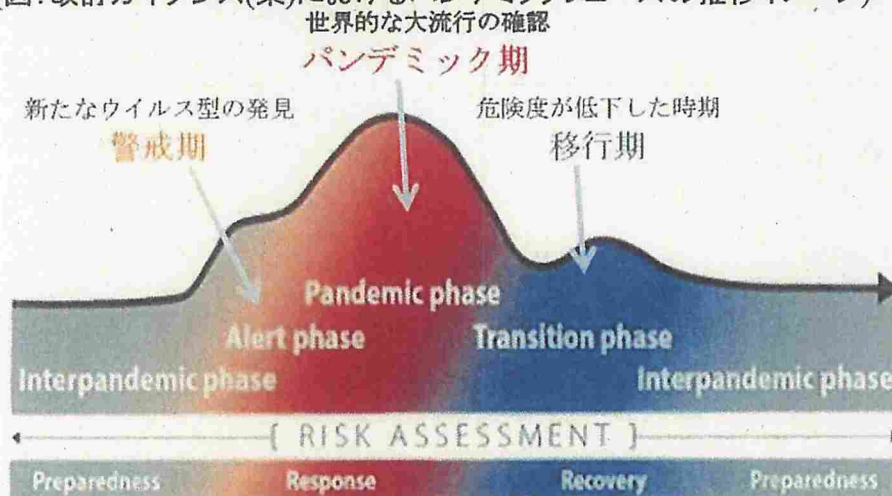 世界的な大流行の確認
パンデミック期
新たなウイルス型の発見
危険度が低下した時期
警戒期
移行期
Pandemic phase
Alert phase
Transition phase
Interpandemic phase
Interpandemic phase
{ RISK ASSESSMENT }
Preparedness
Response
Recovery
Preparedness